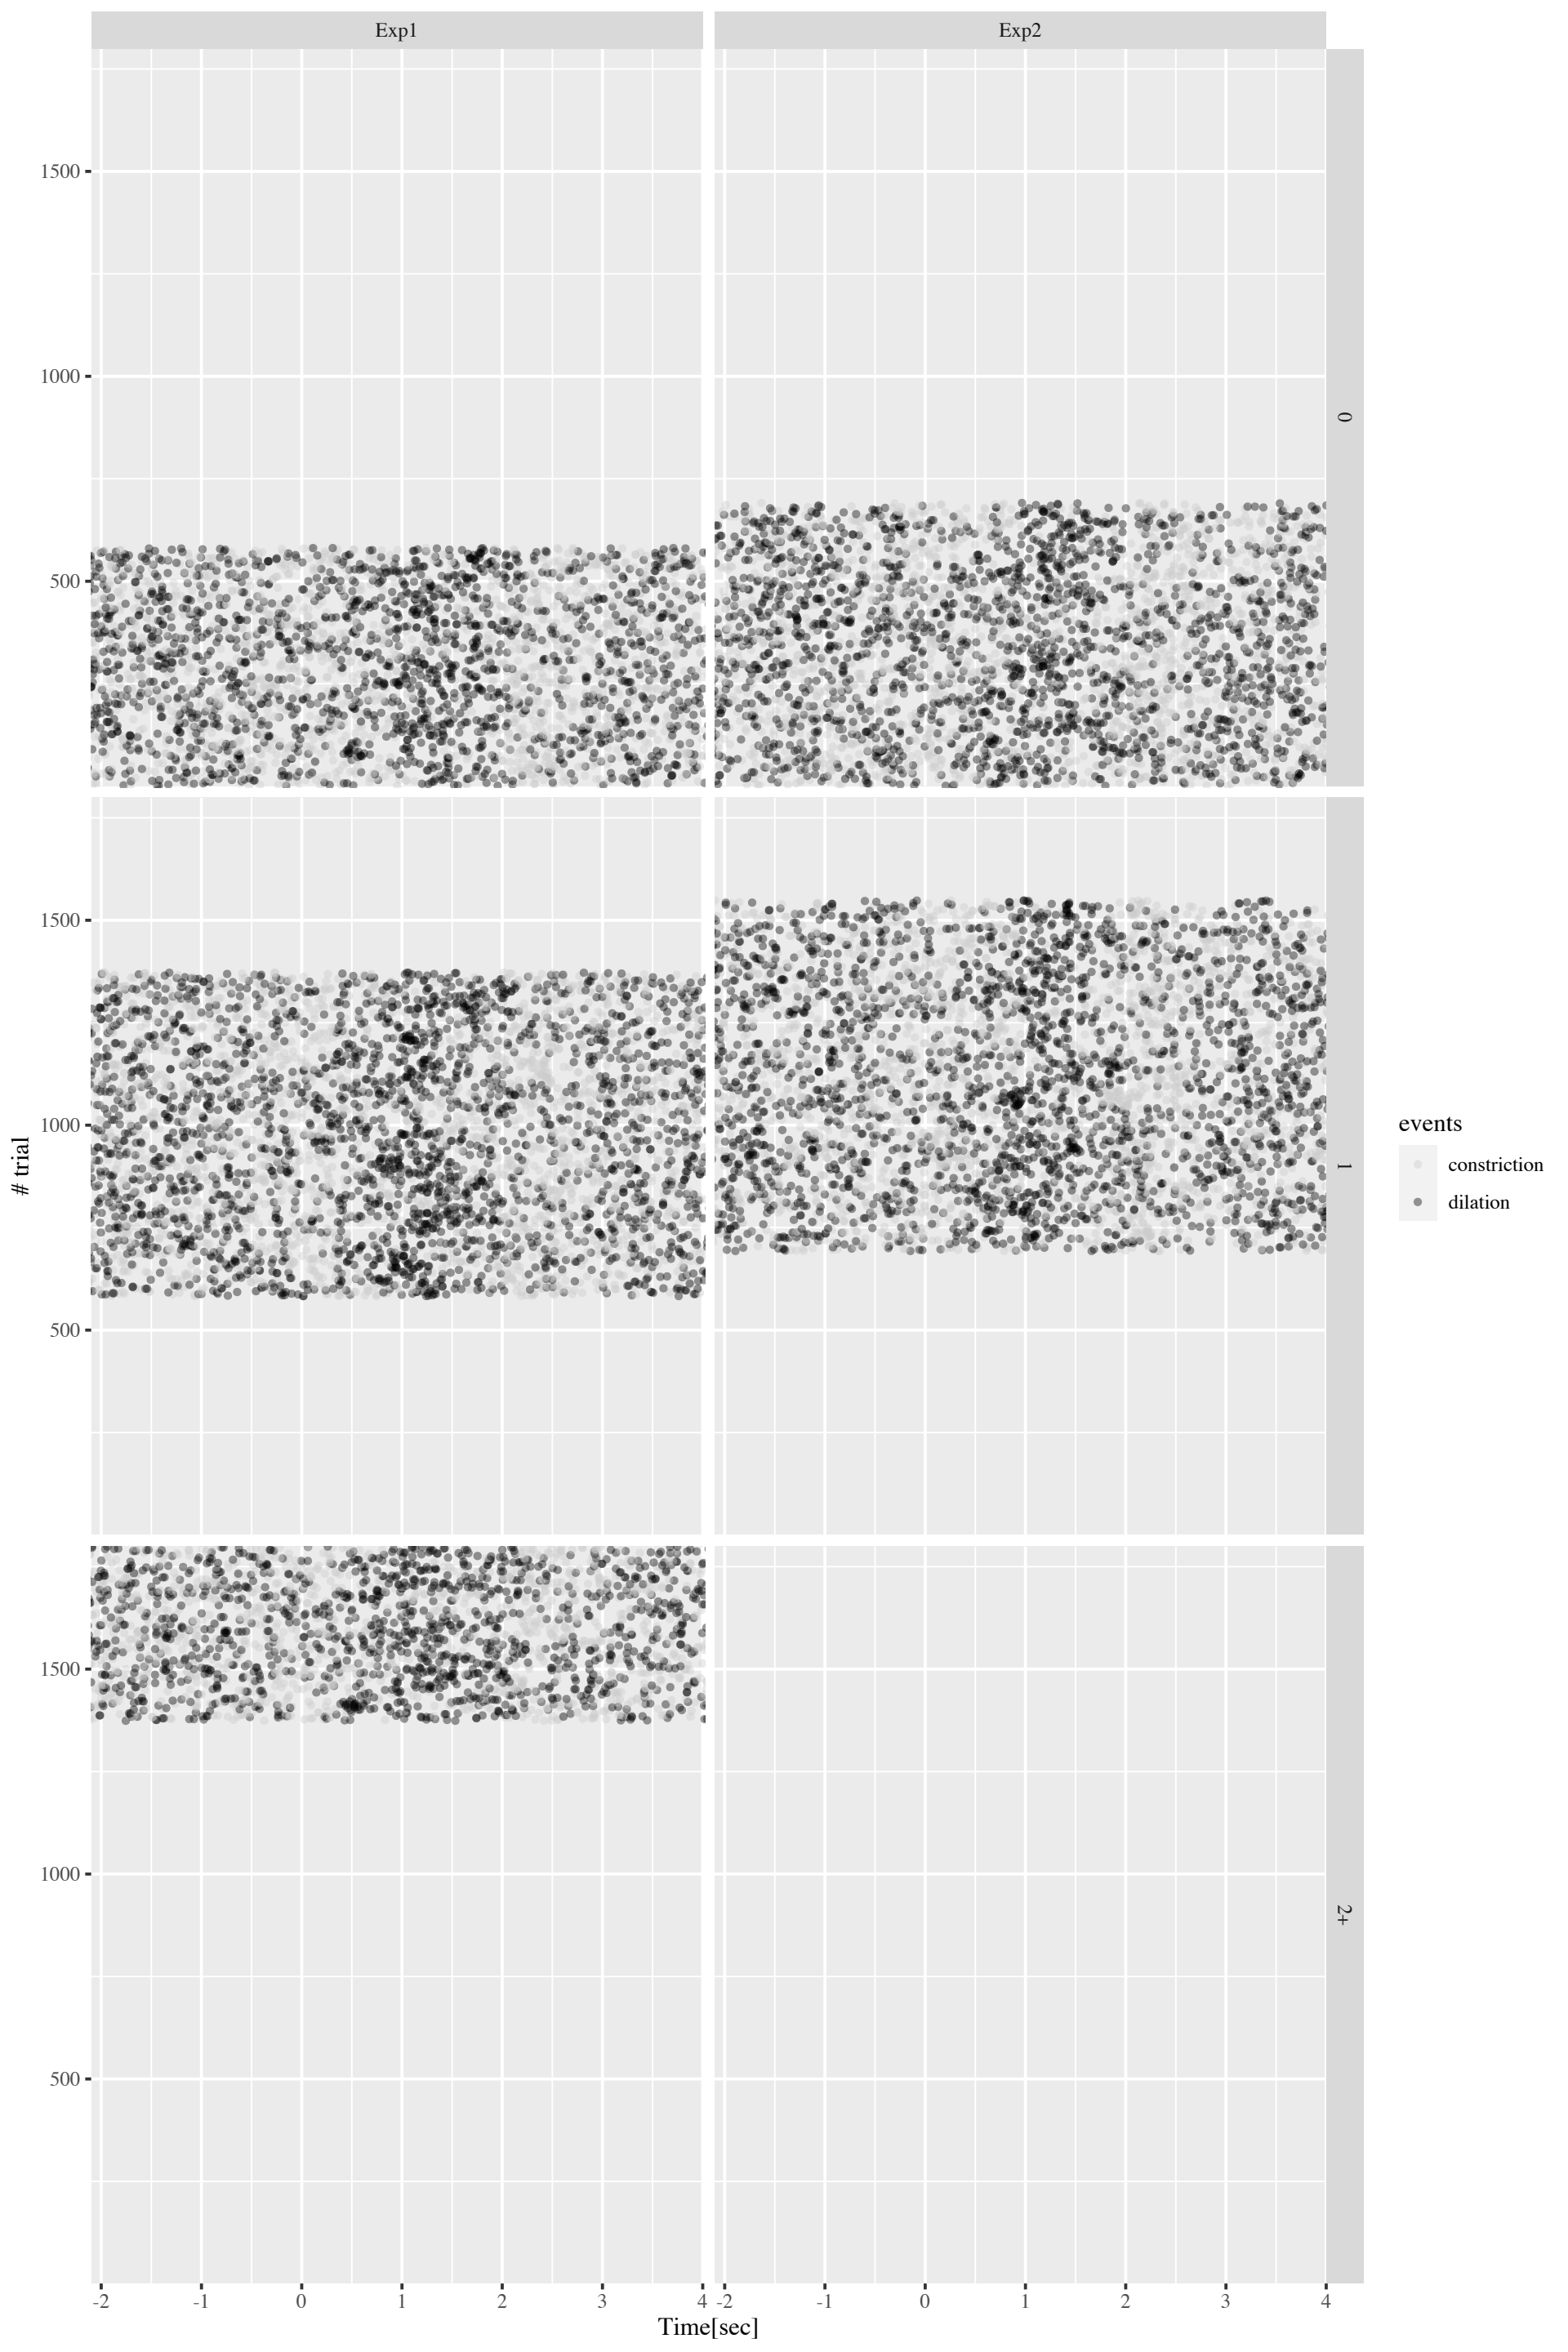 Exp1 Exp2
1500
1000
500
0
1500
1000
500
1
1500
1000
500
2+
# trial
-2 -1 0 1 2 3 4 -2 -1 0 1 2 3 4
Time[sec]
events
constriction
dilation